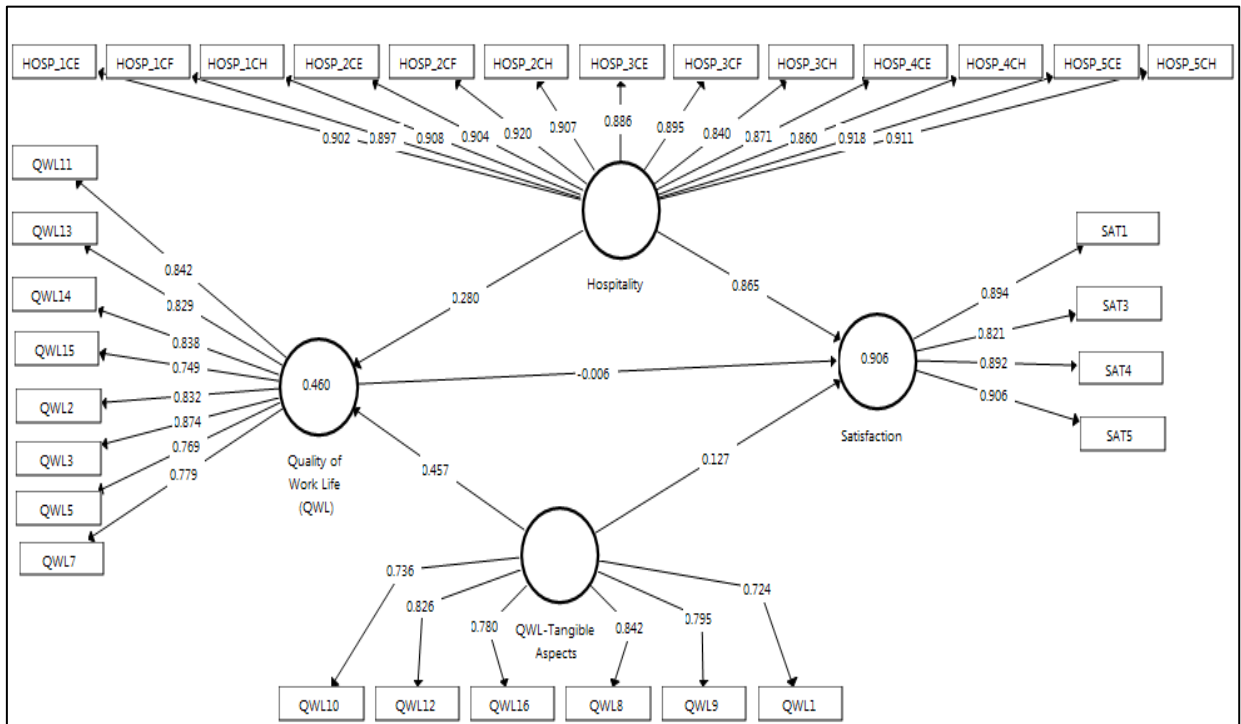 HOSP_1CE HOSP_1CF HOSP_1CH HOSP_2CE HOSP_2CF HOSP_2CH HOSP_3CE HOSP_3CF HOSP_3CH HOSP_4CE HOSP_4CH HOSP_5CE HOSP_5CH
0.902 0.897 0.908 0.904 0.920 0.907 0.886 0.895 0.840 0.871 0.860 0.918 0.911
QWL11
QWL13
QWL14
QWL15
QWL2
QWL3
QWL5
QWL7
0.842
0.829
0.838
0.749
0.832
0.874
0.769
0.779
0.460
Quality of
Work Life
(QWL)
Hospitality
0.280
0.865
-0.006
0.457
0.127
0.906
Satisfaction
0.894
0.821
0.892
0.906
SAT1
SAT3
SAT4
SAT5
QWL-Tangible
Aspects
0.736 0.826 0.780 0.842 0.795 0.724
QWL10 QWL12 QWL16 QWL8 QWL9 QWL1